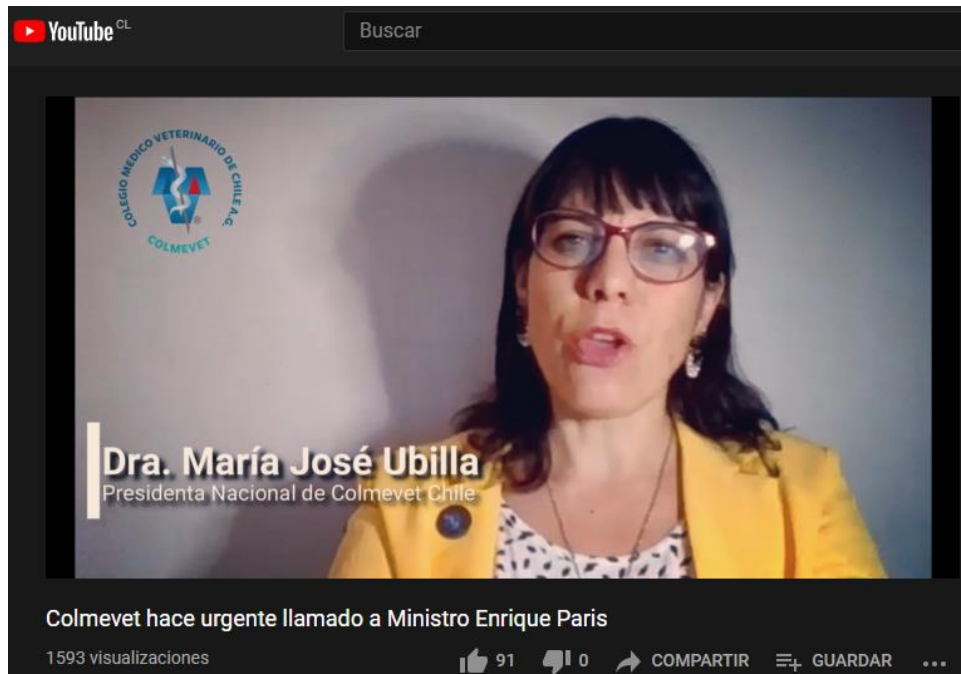 YouTube CL
Buscar
COLEGIO MEDICO VETERINARIO DE CHILE A.G.
®
COLMEVET
Dra. María José Ubilla
Presidenta Nacional de Colmevet Chile
Colmevet hace urgente llamado a Ministro Enrique Paris
1593 visualizaciones
91
0
COMPARTIR
GUARDAR